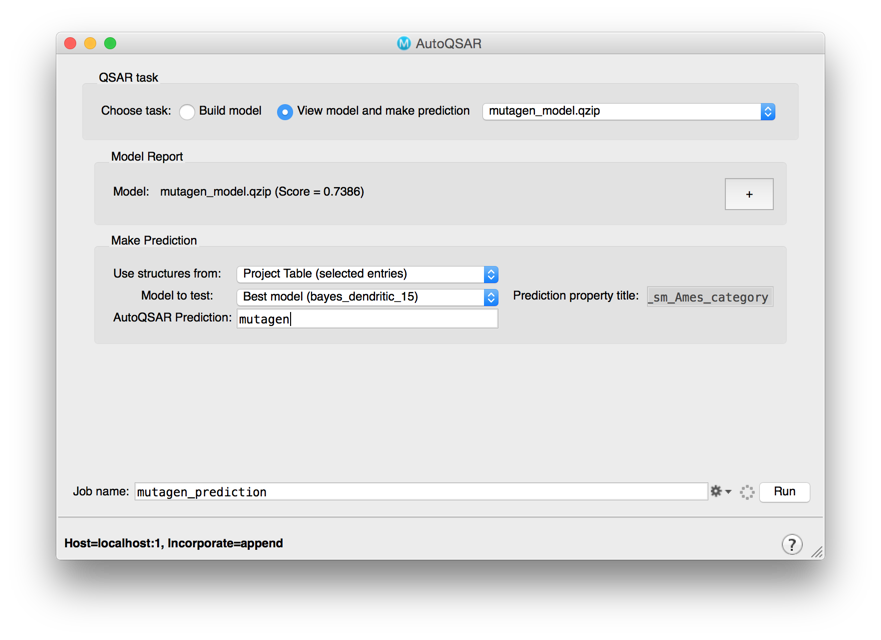 AutoQSAR
QSAR task
Choose task: Build model View model and make prediction mutagen_model.qzip
Model Report
Model: mutagen_model.qzip (Score = 0.7386)
+
Make Prediction
Use structures from: Project Table (selected entries)
Model to test: Best model (bayes_dendritic_15) Prediction property title: _sm_Ames_category
AutoQSAR Prediction: mutagen
Job name: mutagen_prediction Run
Host=localhost:1, Incorporate=append ?